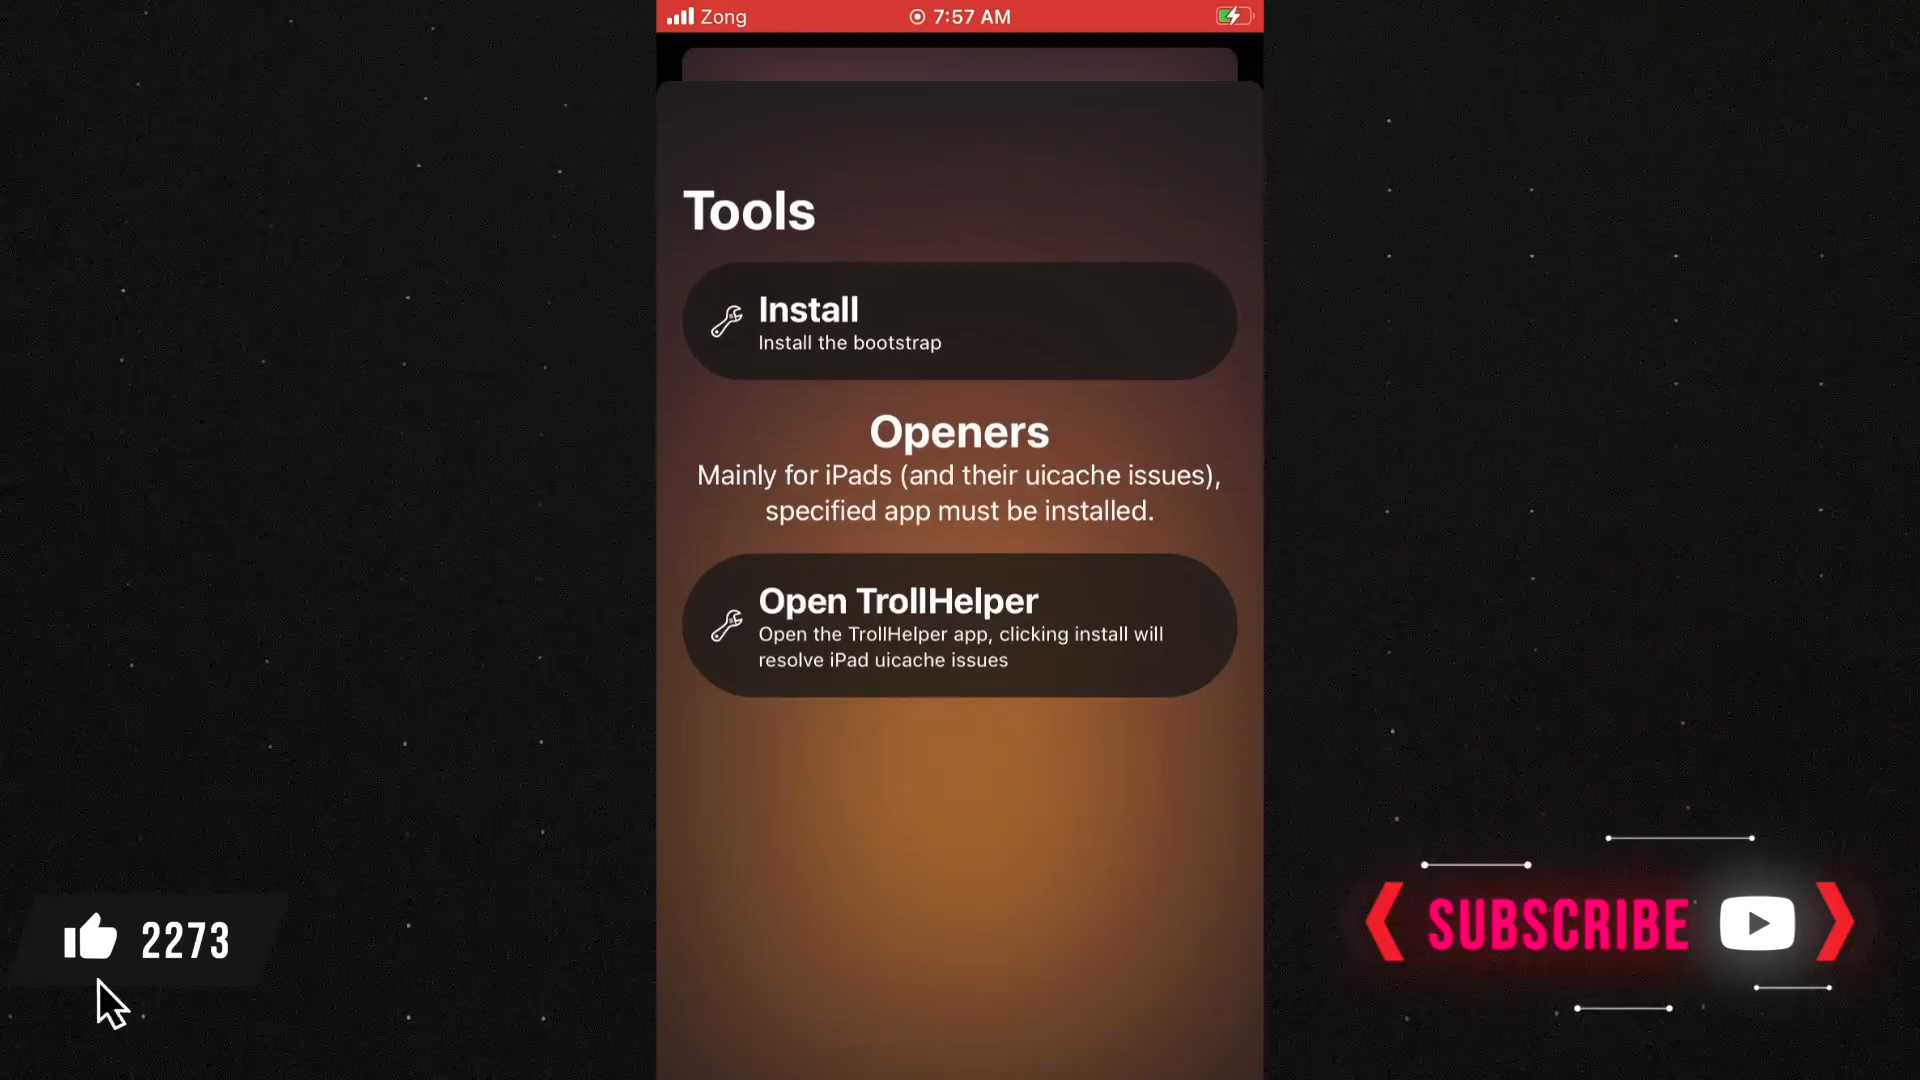 Zong
7:57 AM
Tools
Install
Install the bootstrap
Openers
Mainly for iPads (and their uicache issues),
specified app must be installed.
Open TrollHelper
Open the TrollHelper app, clicking install will
resolve iPad uicache issues
2273
SUBSCRIBE